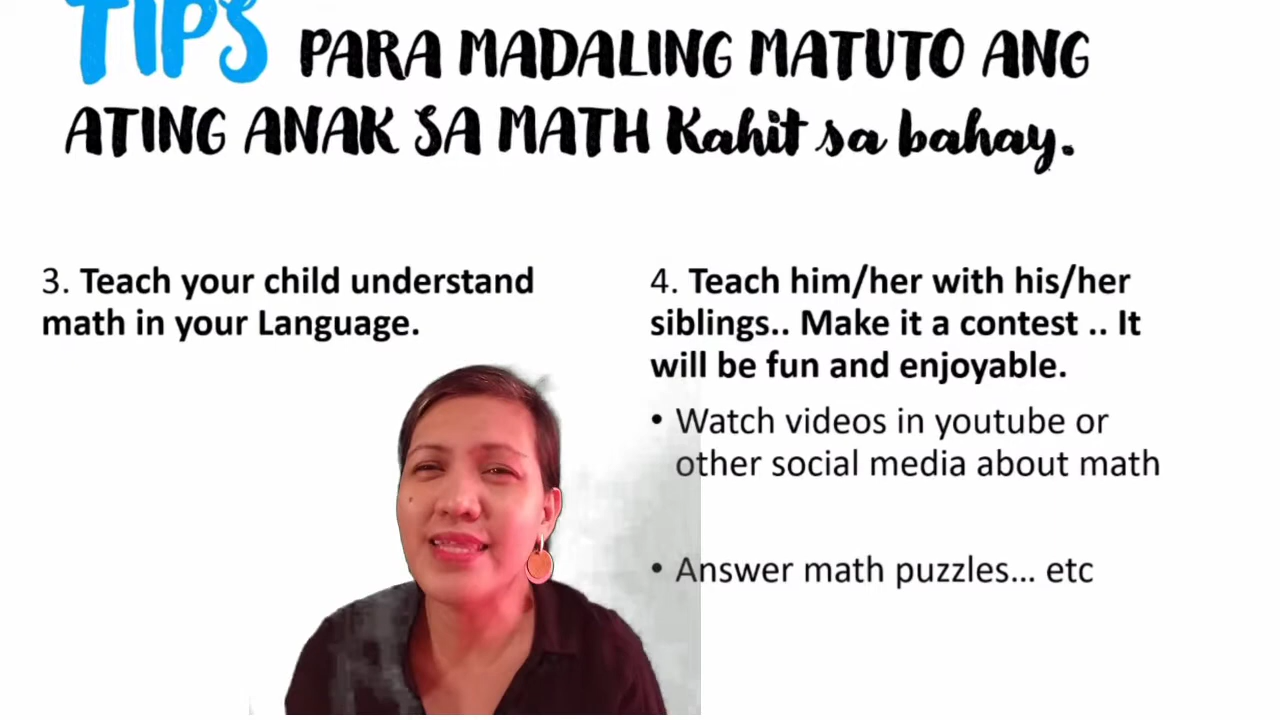 TIPS PARA MADALING MATUTO ANG
ATING ANAK SA MATH Kahit sa bahay.
3. Teach your child understand
math in your Language.
4. Teach him/her with his/her
siblings.. Make it a contest .. It
will be fun and enjoyable.
• Watch videos in youtube or
other social media about math
• Answer math puzzles... etc